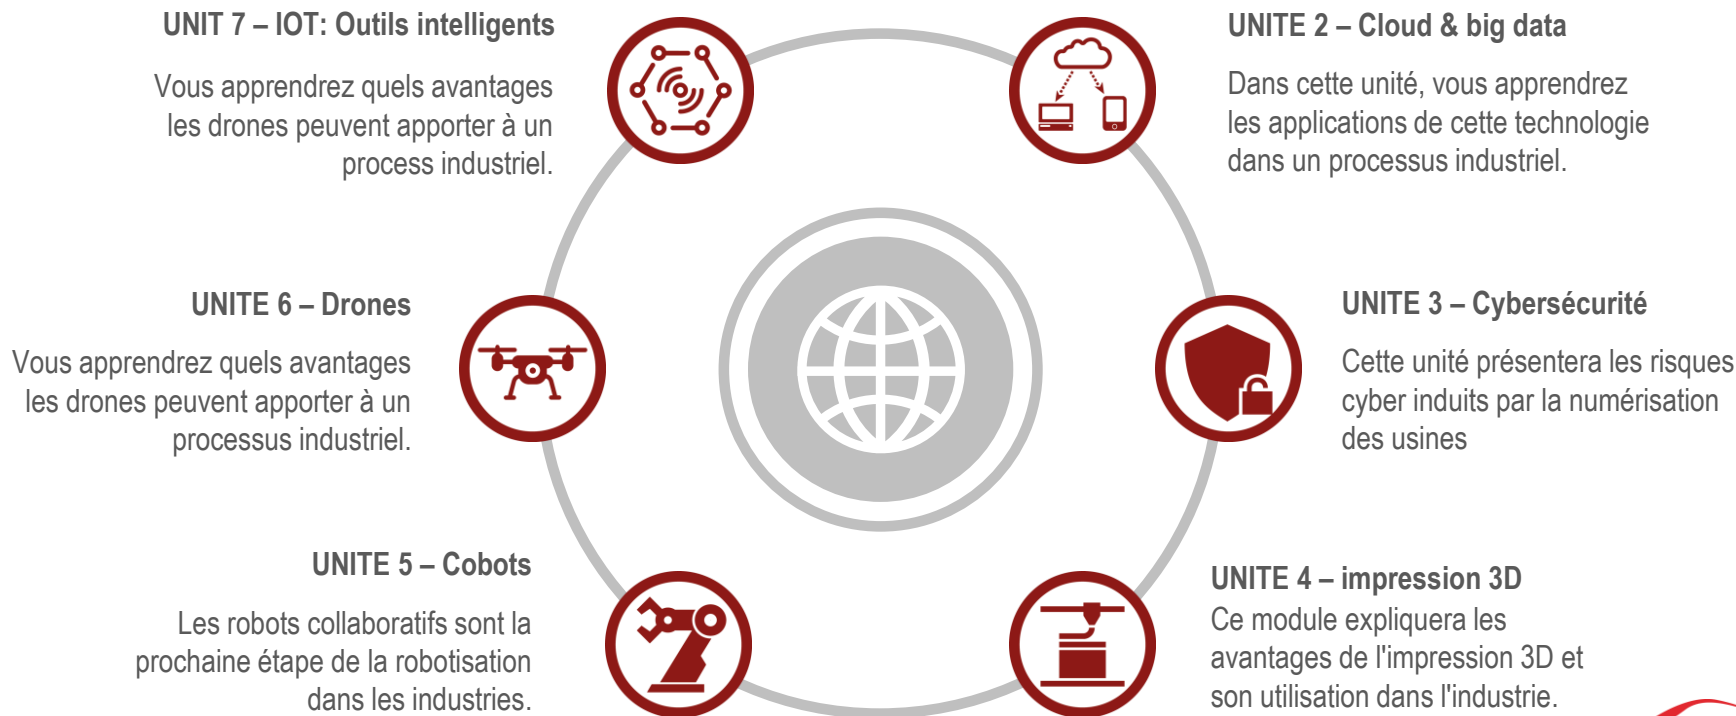 UNIT 7 – IOT: Outils intelligents
Vous apprendrez quels avantages
les drones peuvent apporter à un
process industriel.
UNITE 2 – Cloud & big data
Dans cette unité, vous apprendrez
les applications de cette technologie
dans un processus industriel.
UNITE 6 – Drones
Vous apprendrez quels avantages
les drones peuvent apporter à un
processus industriel.
UNITE 3 – Cybersécurité
Cette unité présentera les risques
cyber induits par la numérisation
des usines
UNITE 5 – Cobots
Les robots collaboratifs sont la
prochaine étape de la robotisation
dans les industries.
UNITE 4 – impression 3D
Ce module expliquera les
avantages de l'impression 3D et
son utilisation dans l'industrie.